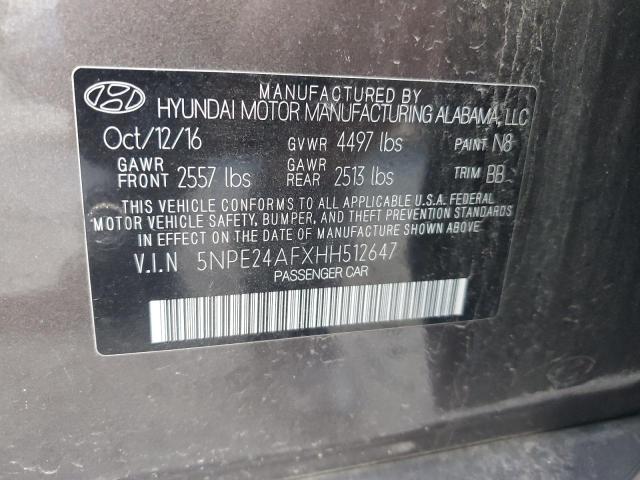 MANUFACTURED BY
HYUNDAI MOTOR MANUFACTURING ALABAMA, LLC
Oct/12/16 GVWR 4497 lbs PAINT N8
GAWR FRONT 2557 lbs GAWR REAR 2513 lbs TRIM BB
THIS VEHICLE CONFORMS TO ALL APPLICABLE U.S.A. FEDERAL
MOTOR VEHICLE SAFETY, BUMPER, AND THEFT PREVENTION STANDARDS
IN EFFECT ON THE DATE OF MANUFACTURE SHOWN ABOVE.
V.I.N 5NPE24AFXHH512647
PASSENGER CAR